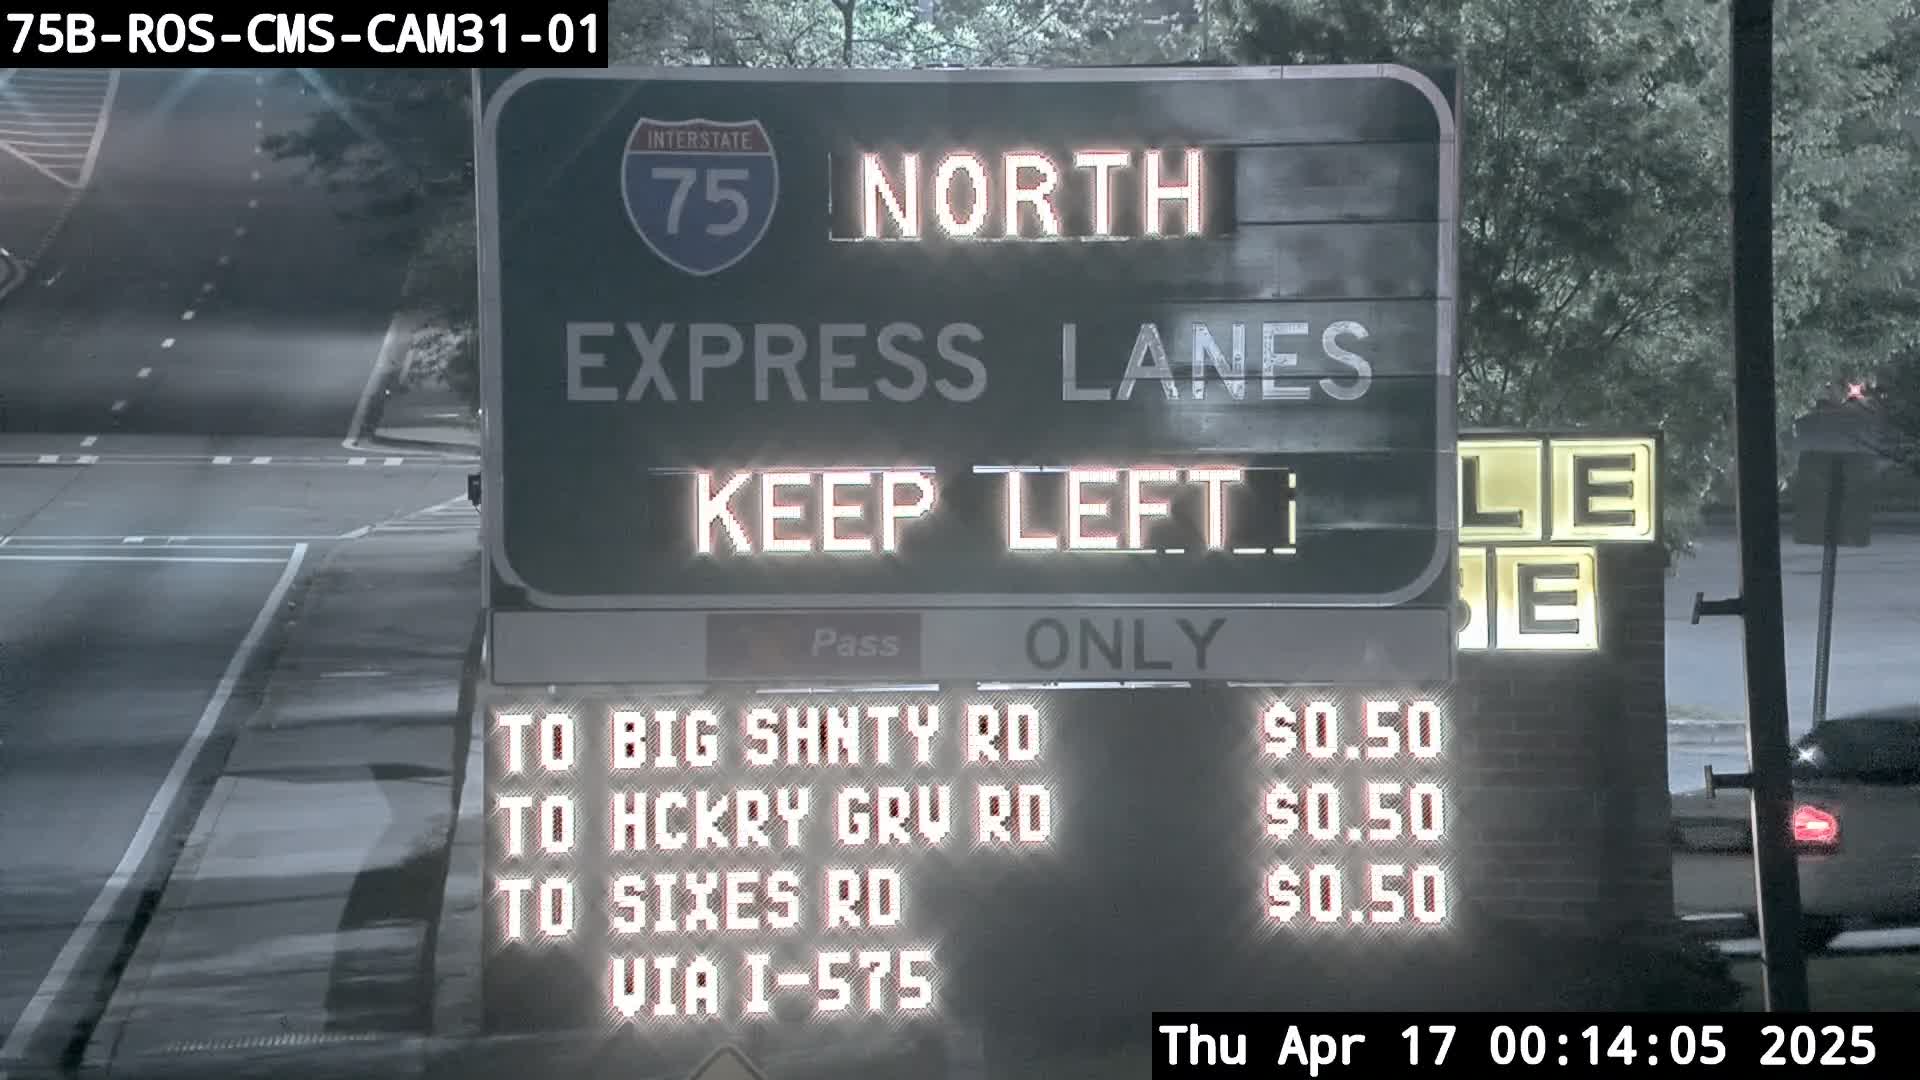 75B-ROS-CMS-CAM31-01
INTERSTATE
75
NORTH
EXPRESS LANES
KEEP LEFT
Pass ONLY
TO BIG SHNTY RD $0.50
TO HCKRY GRV RD $0.50
TO SIXES RD $0.50
VIA I-575
LE
E
Thu Apr 17 00:14:05 2025